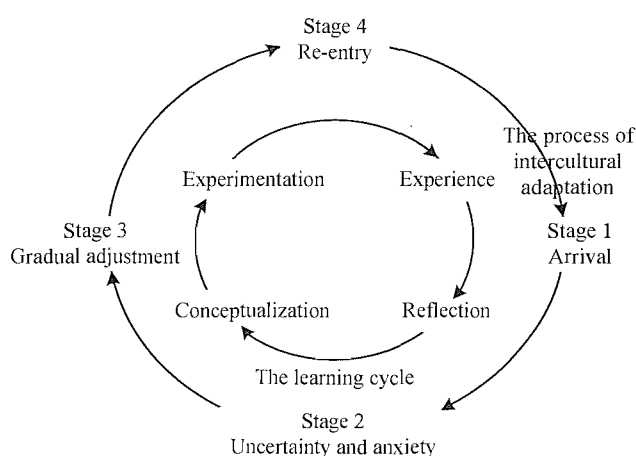 Stage 4
Re-entry
The process of
intercultural
adaptation
Experimentation
Experience
Stage 3
Gradual adjustment
Stage 1
Arrival
Conceptualization
Reflection
The learning cycle
Stage 2
Uncertainty and anxiety